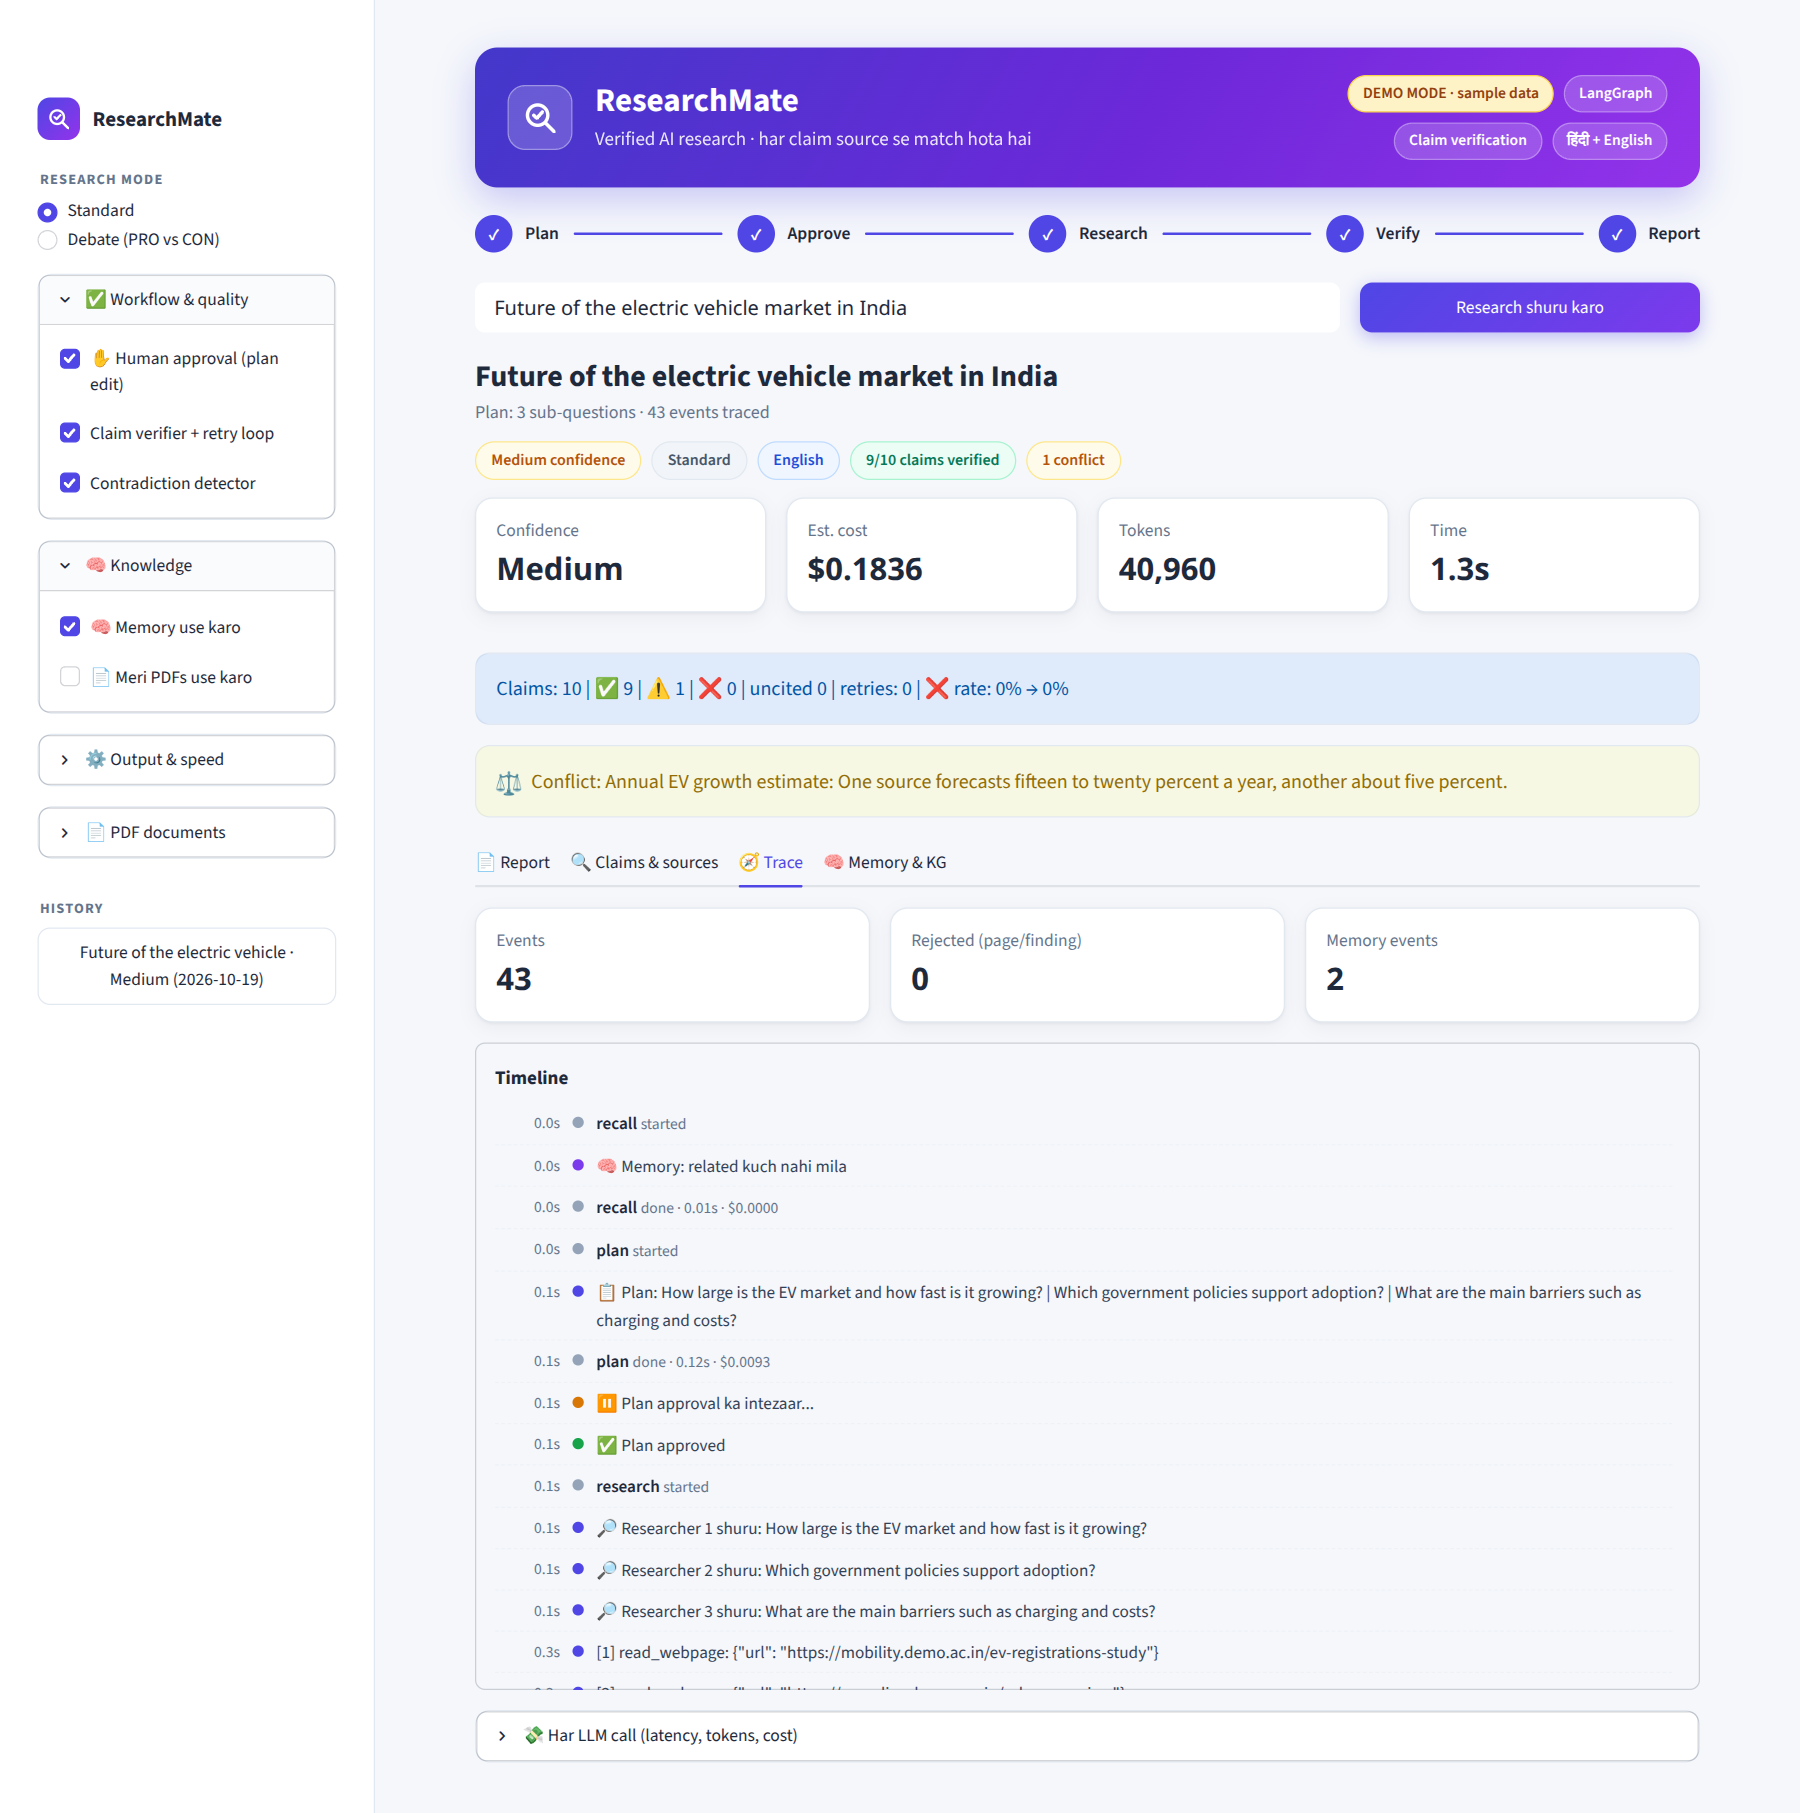 ResearchMate
RESEARCH MODE
Standard
Debate (PRO vs CON)
✅ Workflow & quality
✋ Human approval (plan
edit)
Claim verifier + retry loop
Contradiction detector
🧠 Knowledge
🧠 Memory use karo
📄 Meri PDFs use karo
⚙️ Output & speed
📄 PDF documents
HISTORY
Future of the electric vehicle ·
Medium (2026-10-19)
ResearchMate
Verified AI research · har claim source se match hota hai
DEMO MODE · sample data
LangGraph
Claim verification
हिंदी + English
✓ Plan
✓ Approve
✓ Research
✓ Verify
✓ Report
Future of the electric vehicle market in India
Research shuru karo
Future of the electric vehicle market in India
Plan: 3 sub-questions · 43 events traced
Medium confidence
Standard
English
9/10 claims verified
1 conflict
Confidence
Medium
Est. cost
$0.1836
Tokens
40,960
Time
1.3s
Claims: 10 | ✅ 9 | ⚠️ 1 | ❌ 0 | uncited 0 | retries: 0 | ❌ rate: 0% → 0%
⚖️ Conflict: Annual EV growth estimate: One source forecasts fifteen to twenty percent a year, another about five percent.
📄 Report
🔍 Claims & sources
🧭 Trace
🧠 Memory & KG
Events
43
Rejected (page/finding)
0
Memory events
2
Timeline
0.0s recall started
0.0s 🧠 Memory: related kuch nahi mila
0.0s recall done · 0.01s · $0.0000
0.0s plan started
0.1s 📋 Plan: How large is the EV market and how fast is it growing? | Which government policies support adoption? | What are the main barriers such as
charging and costs?
0.1s plan done · 0.12s · $0.0093
0.1s ⏸️ Plan approval ka intezaar...
0.1s ✅ Plan approved
0.1s research started
0.1s 🔎 Researcher 1 shuru: How large is the EV market and how fast is it growing?
0.1s 🔎 Researcher 2 shuru: Which government policies support adoption?
0.1s 🔎 Researcher 3 shuru: What are the main barriers such as charging and costs?
0.3s [1] read_webpage: {"url": "https://mobility.demo.ac.in/ev-registrations-study"}
💸 Har LLM call (latency, tokens, cost)